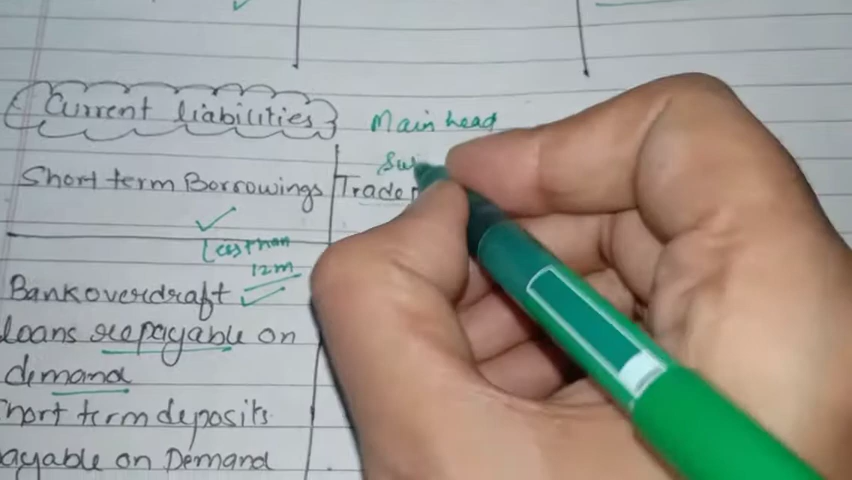 Current liabilities
Main head
Short term Borrowings
Trade
Less than
12m
Bank overdraft
loans repayable on
demand
Short term deposits
payable on Demand